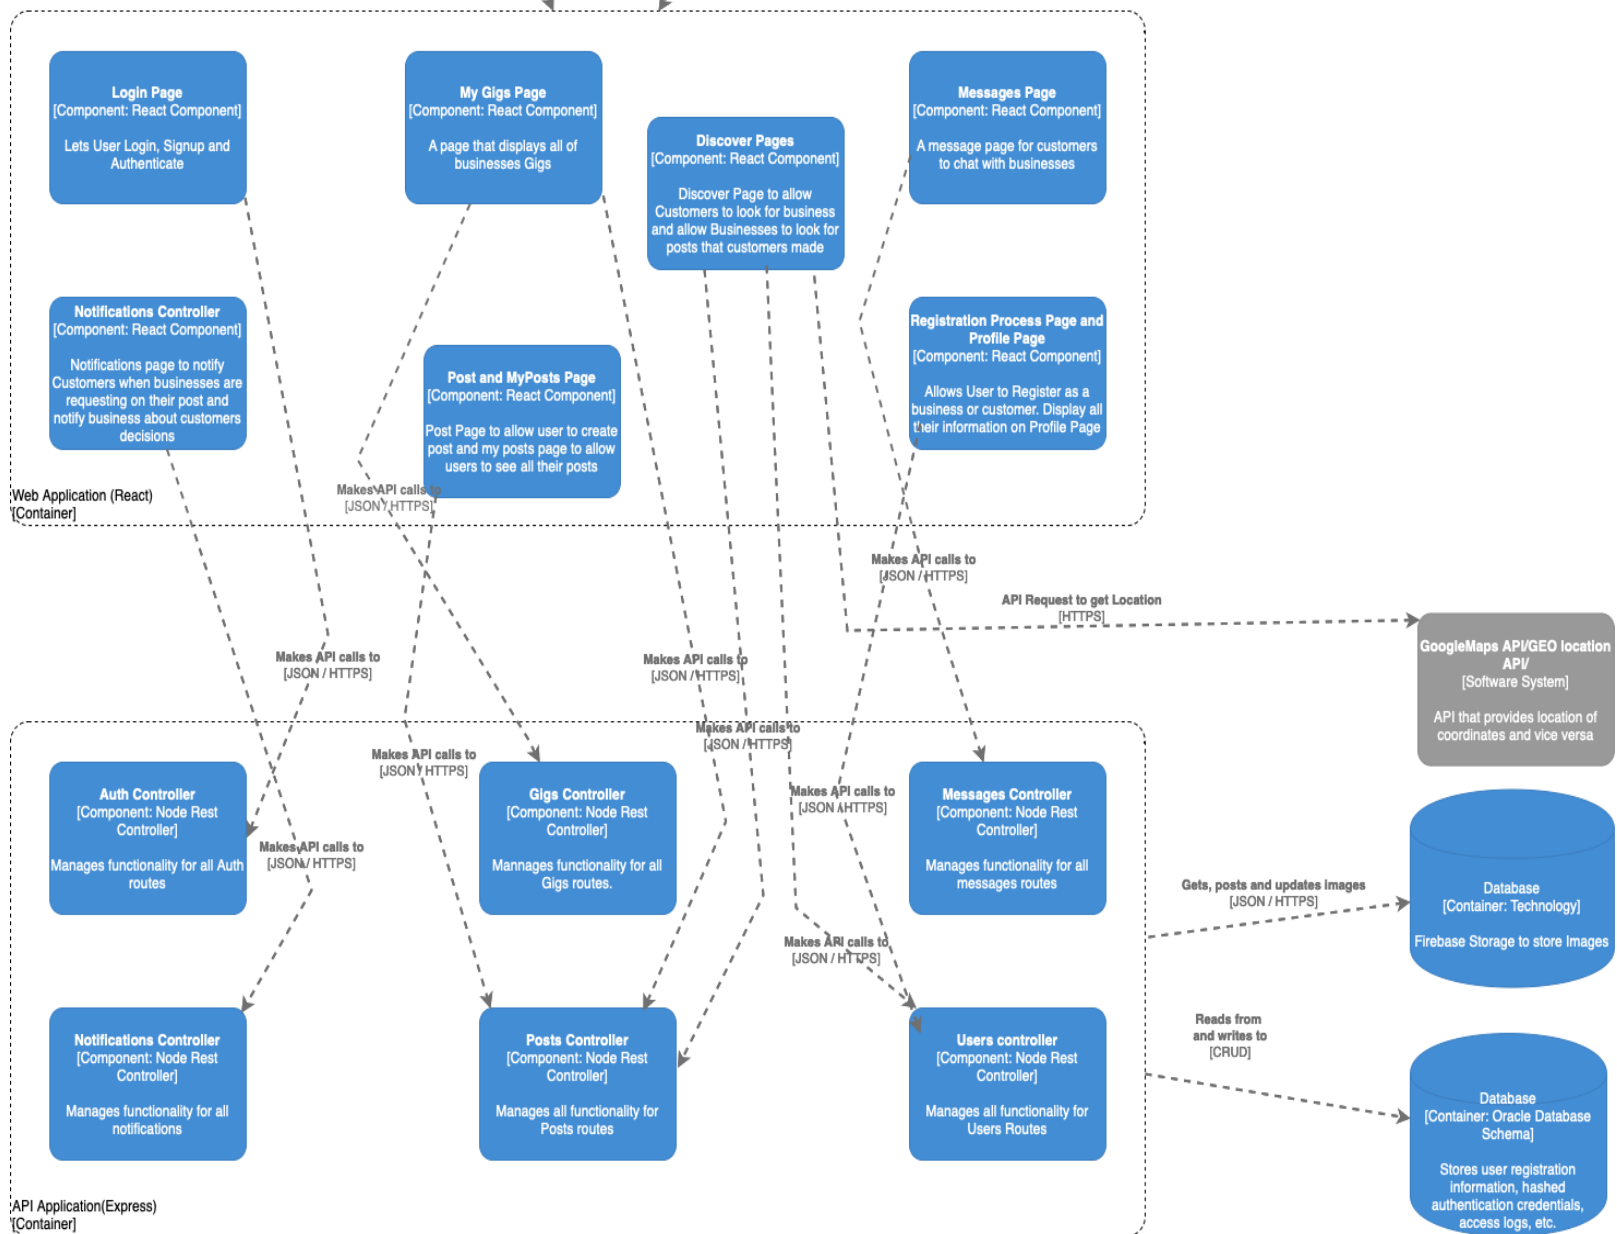 Login Page
[Component: React Component]
Lets User Login, Signup and
Authenticate
My Gigs Page
[Component: React Component]
A page that displays all of
businesses Gigs
Discover Pages
[Component: React Component]
Discover Page to allow
Customers to look for business
and allow Businesses to look for
posts that customers made
Messages Page
[Component: React Component]
A message page for customers
to chat with businesses
Notifications Controller
[Component: React Component]
Notifications page to notify
Customers when businesses are
requesting on their post and
notify business about customers
decisions
Post and MyPosts Page
[Component: React Component]
Post Page to allow user to create
post and my posts page to allow
users to see all their posts
Registration Process Page and
Profile Page
[Component: React Component]
Allows User to Register as a
business or customer. Display all
their information on Profile Page
Web Application (React)
[Container]
Makes API calls to
[JSON / HTTPS]
Makes API calls to
[JSON / HTTPS]
API Request to get Location
[HTTPS]
Makes API calls to
[JSON / HTTPS]
Makes API calls to
[JSON / HTTPS]
GoogleMaps API/GEO location
API/
[Software System]
API that provides location of
coordinates and vice versa
Makes API calls to
[JSON / HTTPS]
Makes API calls to
[JSON / HTTPS]
Makes API calls to
[JSON / HTTPS]
Makes API calls to
[JSON / HTTPS]
Makes API calls to
[JSON / HTTPS]
Auth Controller
[Component: Node Rest
Controller]
Manages functionality for all Auth
routes
Gigs Controller
[Component: Node Rest
Controller]
Mannages functionality for all
Gigs routes.
Messages Controller
[Component: Node Rest
Controller]
Manages functionality for all
messages routes
Gets, posts and updates images
[JSON / HTTPS]
Database
[Container: Technology]
Firebase Storage to store Images
Notifications Controller
[Component: Node Rest
Controller]
Manages functionality for all
notifications
Posts Controller
[Component: Node Rest
Controller]
Manages all functionality for
Posts routes
Users controller
[Component: Node Rest
Controller]
Manages all functionality for
Users Routes
Reads from
and writes to
[CRUD]
Database
[Container: Oracle Database
Schema]
Stores user registration
information, hashed
authentication credentials,
access logs, etc.
API Application(Express)
[Container]